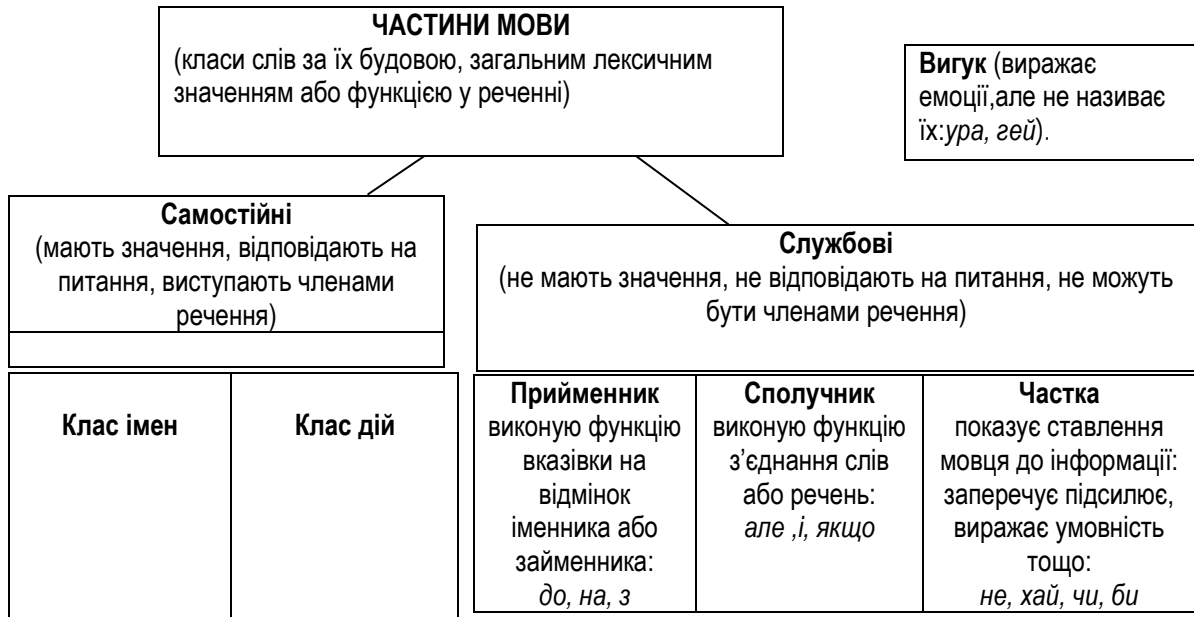 ЧАСТИНИ МОВИ
(класи слів за їх будовою, загальним лексичним
значенням або функцією у реченні)
Вигук (виражає
емоції,але не називає
їх:ура, гей).
Самостійні
(мають значення, відповідають на
питання, виступають членами
речення)
Службові
(не мають значення, не відповідають на питання, не можуть
бути членами речення)
Клас імен
Клас дій
Прийменник
виконую функцію
вказівки на
відмінок
іменника або
займенника:
до, на, з
Сполучник
виконую функцію
з’єднання слів
або речень:
але ,і, якщо
Частка
показує ставлення
мовця до інформації:
заперечує підсилює,
виражає умовність
тощо:
не, хай, чи, би